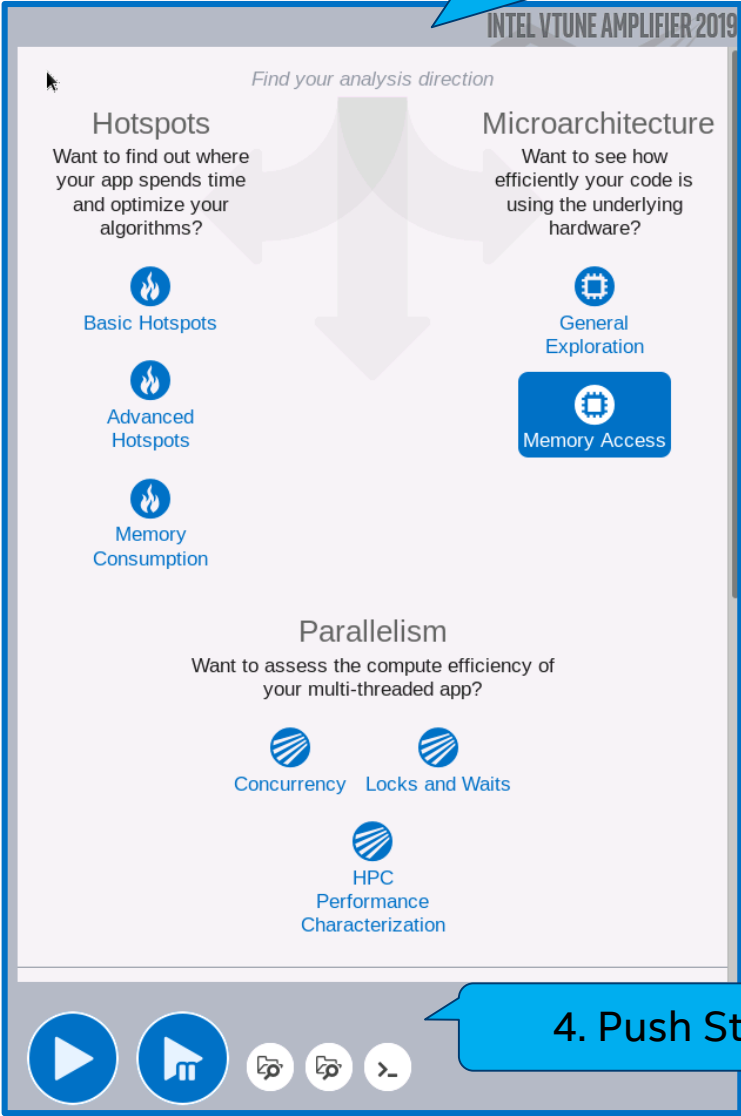 INTEL VTUNE AMPLIFIER 2019
Find your analysis direction
Hotspots
Want to find out where
your app spends time
and optimize your
algorithms?
Basic Hotspots
Advanced
Hotspots
Memory
Consumption
Microarchitecture
Want to see how
efficiently your code is
using the underlying
hardware?
General
Exploration
Memory Access
Parallelism
Want to assess the compute efficiency of
your multi-threaded app?
Concurrency
Locks and Waits
HPC
Performance
Characterization
4. Push St